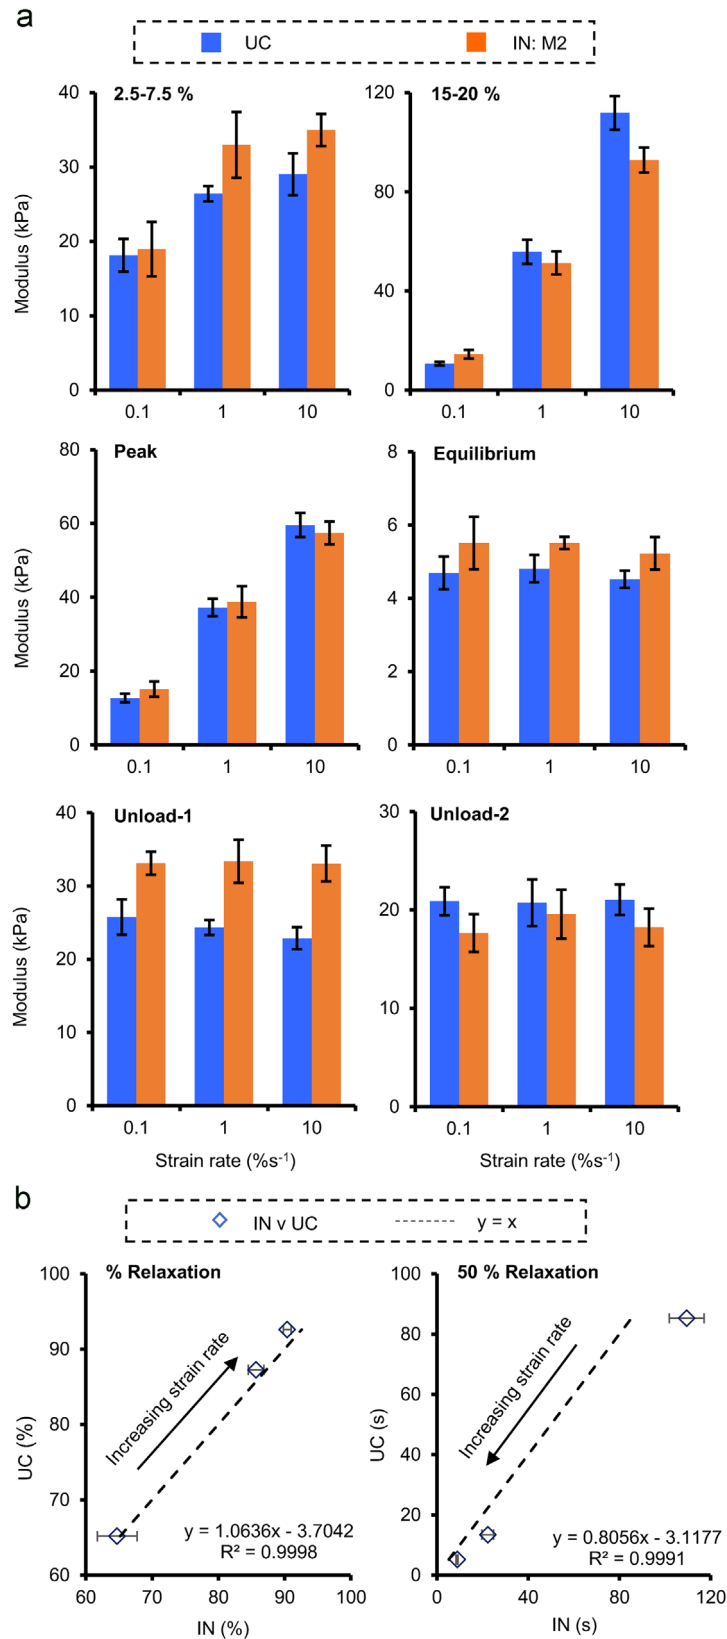 a
UC IN: M2
2.5-7.5 % 15-20 %
Modulus (kPa)
40
30
20
10
0
0.1 1 10
120
80
40
0
0.1 1 10
Peak Equilibrium
Modulus (kPa)
80
60
40
20
0
0.1 1 10
8
6
4
2
0
0.1 1 10
Unload-1 Unload-2
Modulus (kPa)
40
30
20
10
0
0.1 1 10
Strain rate (%s-1)
30
20
10
0
0.1 1 10
Strain rate (%s-1)
b
IN v UC y = x
% Relaxation
UC (%)
100
90
80
70
60
Increasing strain rate
y = 1.0636x - 3.7042
R² = 0.9998
60 70 80 90 100
IN (%)
50 % Relaxation
UC (s)
100
80
60
40
20
0
Increasing strain rate
y = 0.8056x - 3.1177
R² = 0.9991
0 40 80 120
IN (s)